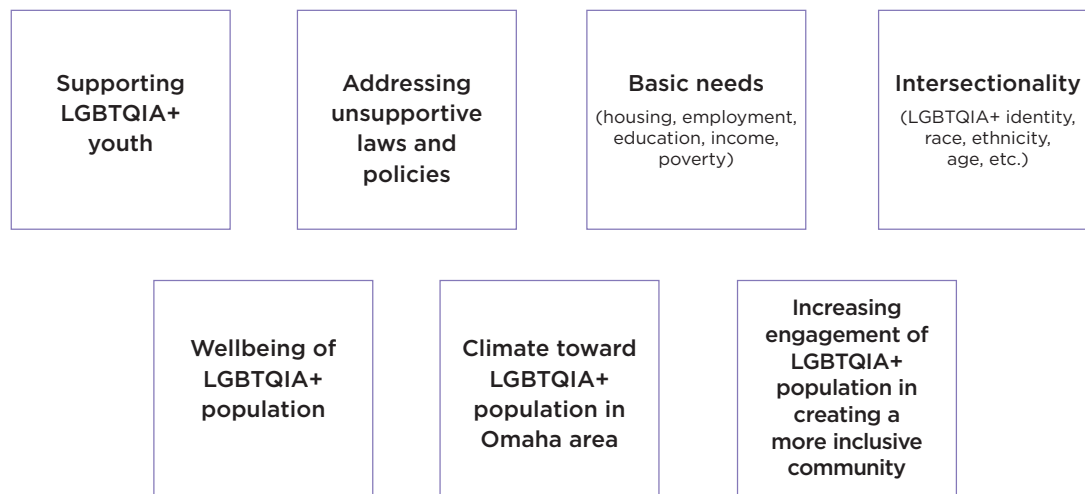 Supporting
LGBTQIA+
youth
Addressing
unsupportive
laws and
policies
Basic needs
(housing, employment,
education, income,
poverty)
Intersectionality
(LGBTQIA+ identity,
race, ethnicity,
age, etc.)
Wellbeing of
LGBTQIA+
population
Climate toward
LGBTQIA+
population in
Omaha area
Increasing
engagement of
LGBTQIA+
population in
creating a
more inclusive
community